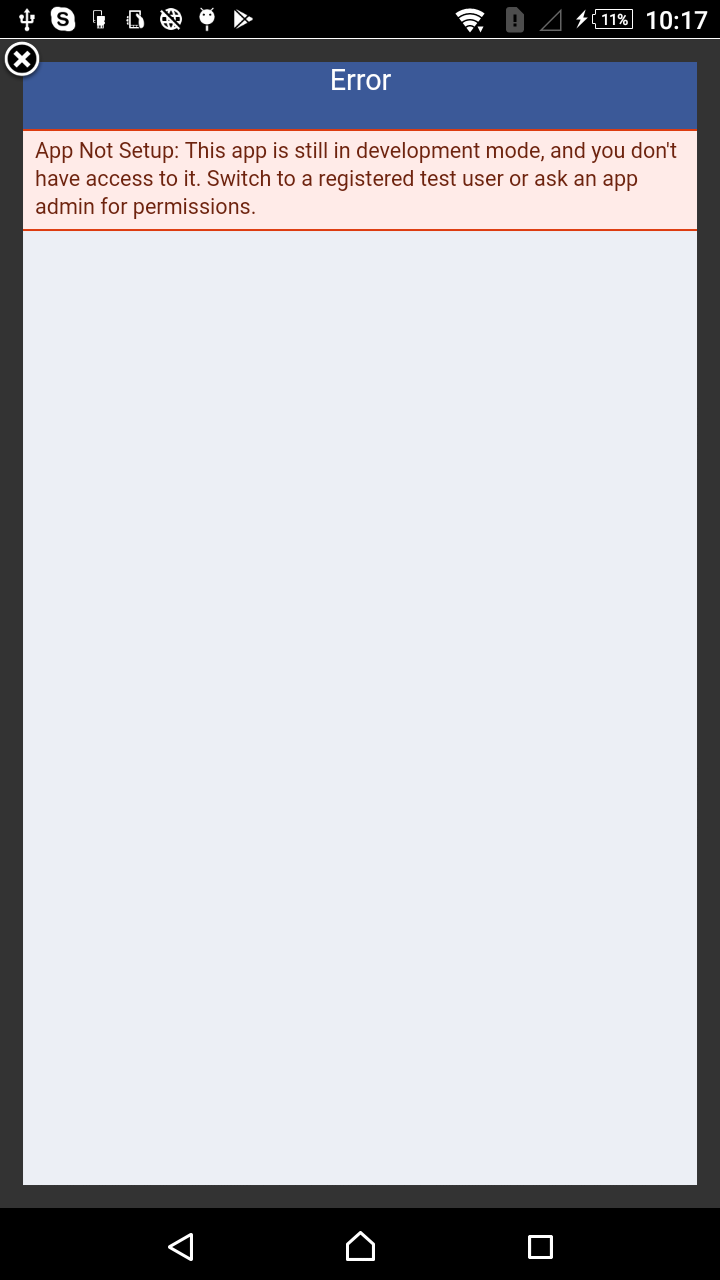 11% 10:17
Error
App Not Setup: This app is still in development mode, and you don't
have access to it. Switch to a registered test user or ask an app
admin for permissions.